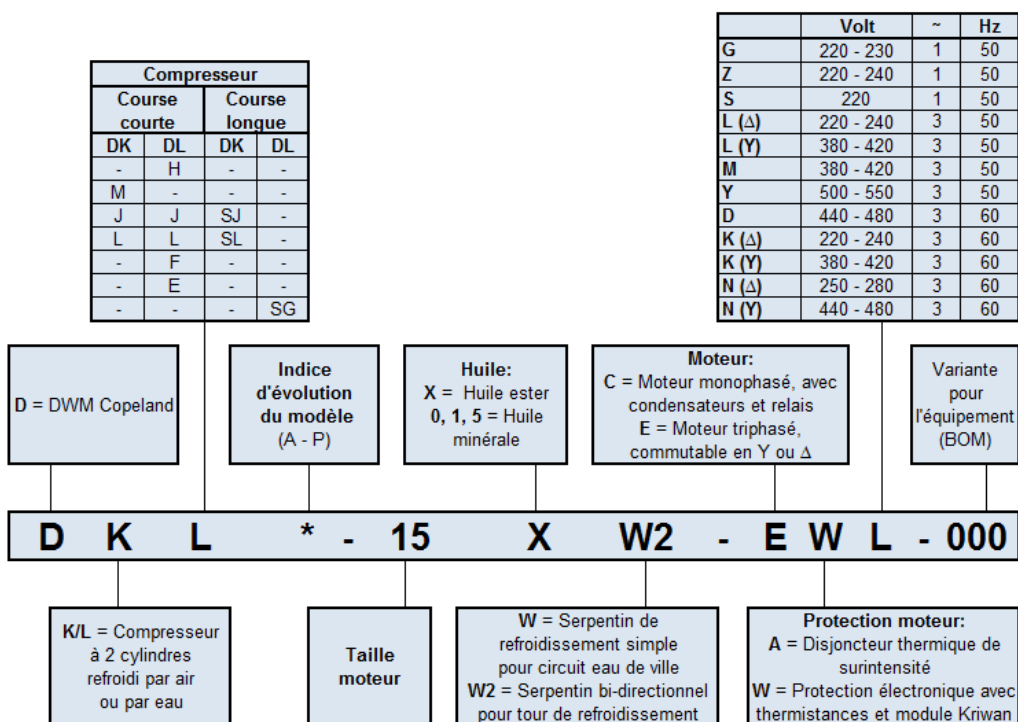 Volt ~ Hz
G 220 - 230 1 50
Z 220 - 240 1 50
S 220 1 50
L (Δ) 220 - 240 3 50
L (Y) 380 - 420 3 50
M 380 - 420 3 50
Y 500 - 550 3 50
D 440 - 480 3 60
K (Δ) 220 - 240 3 60
K (Y) 380 - 420 3 60
N (Δ) 250 - 280 3 60
N (Y) 440 - 480 3 60
Compresseur
Course Course
courte longue
DK DL DK DL
- H - -
M - - -
J J SJ -
L L SL -
- F - -
- E - -
- - - SG
D = DWM Copeland
Indice
d'évolution
du modèle
(A - P)
Huile:
X = Huile ester
0, 1, 5 = Huile
minérale
Moteur:
C = Moteur monophasé, avec
condensateurs et relais
E = Moteur triphasé,
commutable en Y ou Δ
Variante
pour
l'équipement
(BOM)
D K L * - 15 X W2 - E W L - 000
K/L = Compresseur
à 2 cylindres
refroidi par air
ou par eau
Taille
moteur
W = Serpentin de
refroidissement simple
pour circuit eau de ville
W2 = Serpentin bi-directionnel
pour tour de refroidissement
Protection moteur:
A = Disjoncteur thermique de
surintensité
W = Protection électronique avec
thermistances et module Kriwan